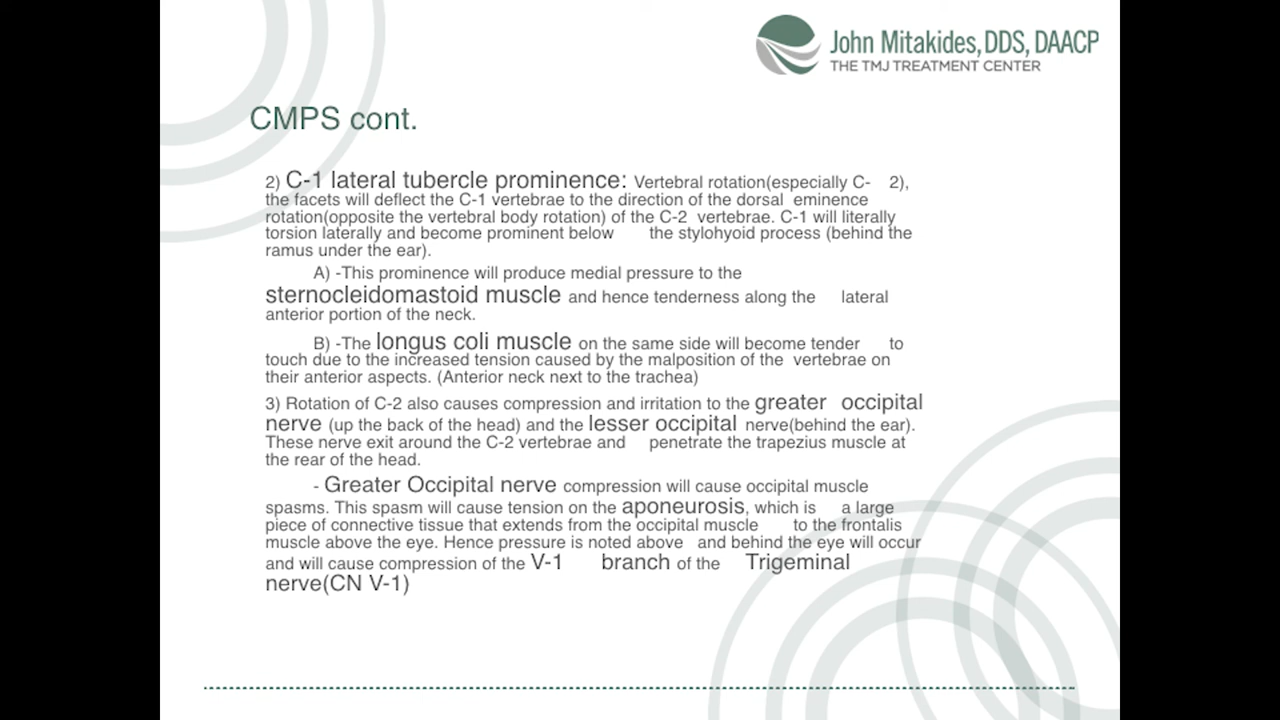 John Mitakides, DDS, DAACP
THE TMJ TREATMENT CENTER
CMPS cont.
2) C-1 lateral tubercle prominence: Vertebral rotation(especially C- 2),
the facets will deflect the C-1 vertebrae to the direction of the dorsal eminence
rotation(opposite the vertebral body rotation) of the C-2 vertebrae. C-1 will literally
torsion laterally and become prominent below the stylohyoid process (behind the
ramus under the ear).
A) -This prominence will produce medial pressure to the
sternocleidomastoid muscle and hence tenderness along the lateral
anterior portion of the neck.
B) -The longus coli muscle on the same side will become tender to
touch due to the increased tension caused by the malposition of the vertebrae on
their anterior aspects. (Anterior neck next to the trachea)
3) Rotation of C-2 also causes compression and irritation to the greater occipital
nerve (up the back of the head) and the lesser occipital nerve(behind the ear).
These nerve exit around the C-2 vertebrae and penetrate the trapezius muscle at
the rear of the head.
- Greater Occipital nerve compression will cause occipital muscle
spasms. This spasm will cause tension on the aponeurosis, which is a large
piece of connective tissue that extends from the occipital muscle to the frontalis
muscle above the eye. Hence pressure is noted above and behind the eye will occur
and will cause compression of the V-1 branch of the Trigeminal
nerve(CN V-1)